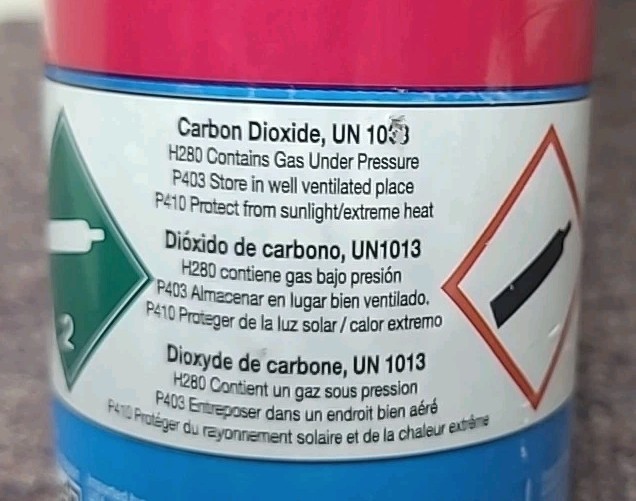 Carbon Dioxide, UN
H280 Contains Gas Under Pressure
P403 Store in well ventilated place
P410 Protect from sunlight/extreme heat
Dióxido de carbono, UN1013
H280 contiene gas bajo presión
P403 Almacenar en lugar bien ventilado.
P410 Proteger de la luz solar / calor extremo
Dioxyde de carbone, UN 1013
H280 Contient un gaz sous pression
P403 Entreposer dans un endroit bien aéré
P410 Protéger du rayonnement solaire et de la chaleur extrême
2